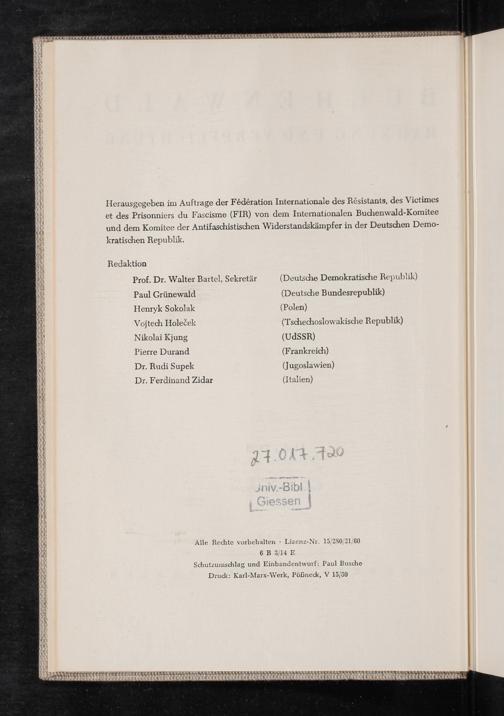 Herausgegeben im Auftrage der Fédération Internationale des Résistants, des Victimes
et des Prisonniers du Fascisme (FIR) von dem Internationalen Buchenwald-Komitee
und dem Komitee der Antifaschistischen Widerstandskämpfer in der Deutschen Demo-
kratischen Republik.
Redaktion
Prof. Dr. Walter Bartel, Sekretär (Deutsche Demokratische Republik)
Paul Grünewald (Deutsche Bundesrepublik)
Henryk Sokolak (Polen)
Vojtech Holeček (Tschechoslowakische Republik)
Nikolai Kjung (UdSSR)
Pierre Durand (Frankreich)
Dr. Rudi Supek (Jugoslawien)
Dr. Ferdinand Zidar (Italien)
27.017.720
Univ.-Bibl.
Giessen
Alle Rechte vorbehalten · Lizenz-Nr. 15/280/21/60
6 B 3/14 E
Schutzumschlag und Einbandentwurf: Paul Bosche
Druck: Karl-Marx-Werk, Pößneck, V 15/30